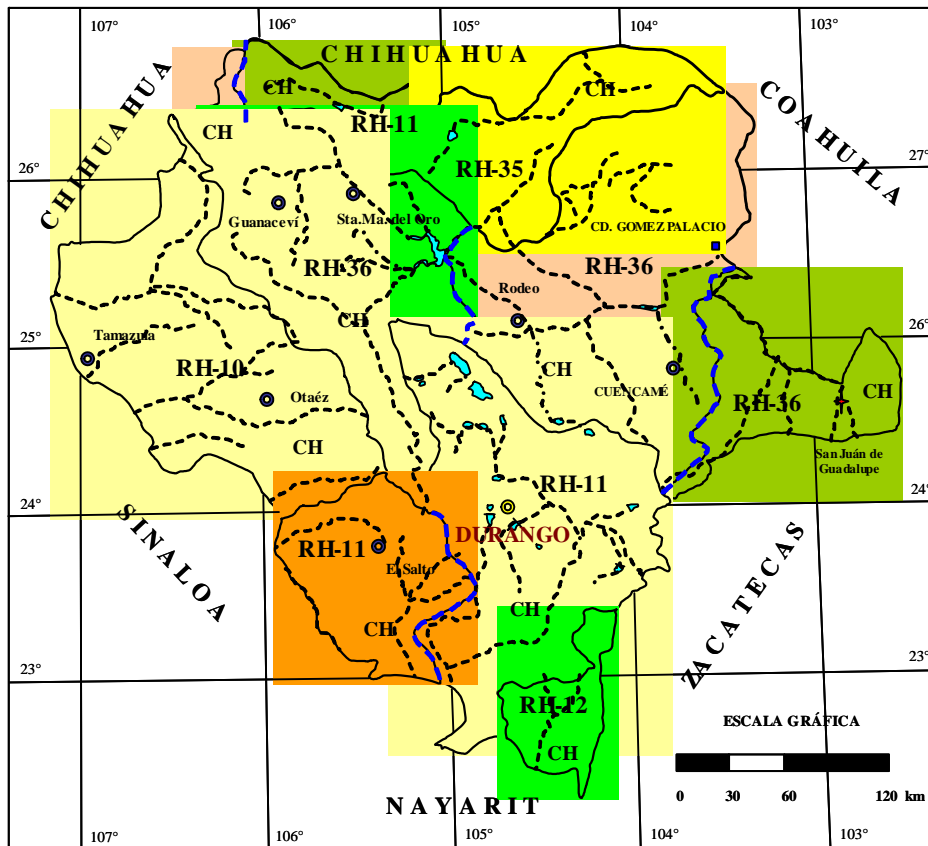 107°
106°
105°
104°
103°
CHIHUAHUA
CHIHUAHUA
COAHUILA
CH
CH
RH-11
CH
26°
RH-35
27°
Guanaceví
Sta.Ma. del Oro
CD. GOMEZ PALACIO
RH-36
RH-36
Rodeo
CH
25°
Tamazula
26°
RH-10
CH
CUENCAMÉ
CH
Otaéz
RH-36
CH
San Juán de
Guadalupe
RH-11
24°
24°
SINALOA
DURANGO
RH-11
El Salto
ZACATECAS
CH
CH
23°
23°
RH-12
ESCALA GRÁFICA
CH
0 30 60 120 km
NAYARIT
107°
106°
105°
104°
103°